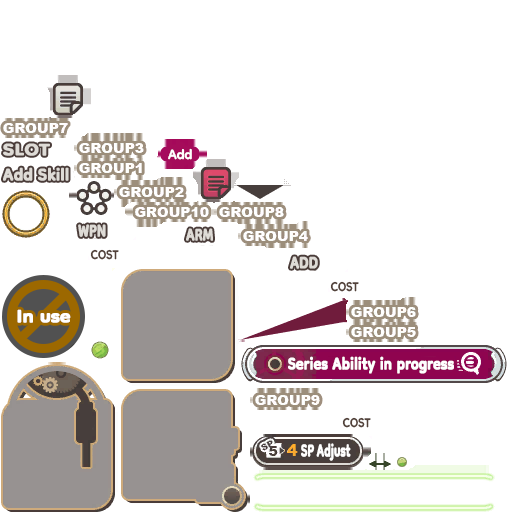 GROUP7
SLOT
GROUP3
Add
Add Skill
GROUP1
GROUP2
GROUP10
GROUP8
WPN
ARM
GROUP4
COST
ADD
COST
In use
GROUP6
GROUP5
Series Ability in progress
GROUP9
COST
SP 5 4 SP Adjust